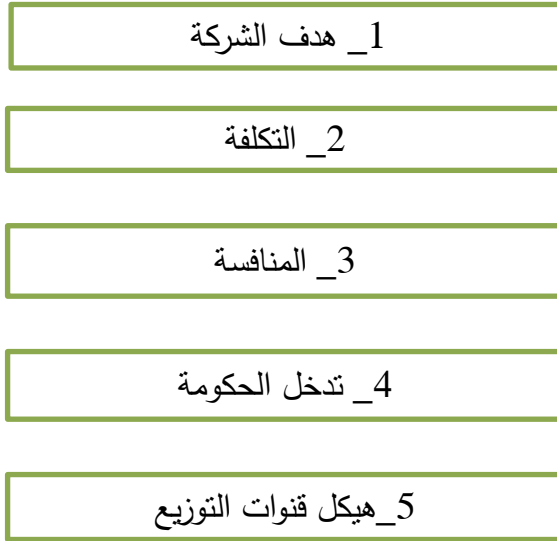 1_ هدف الشركة
2_ التكلفة
3_ المنافسة
4_ تدخل الحكومة
5_هيكل قنوات التوزيع